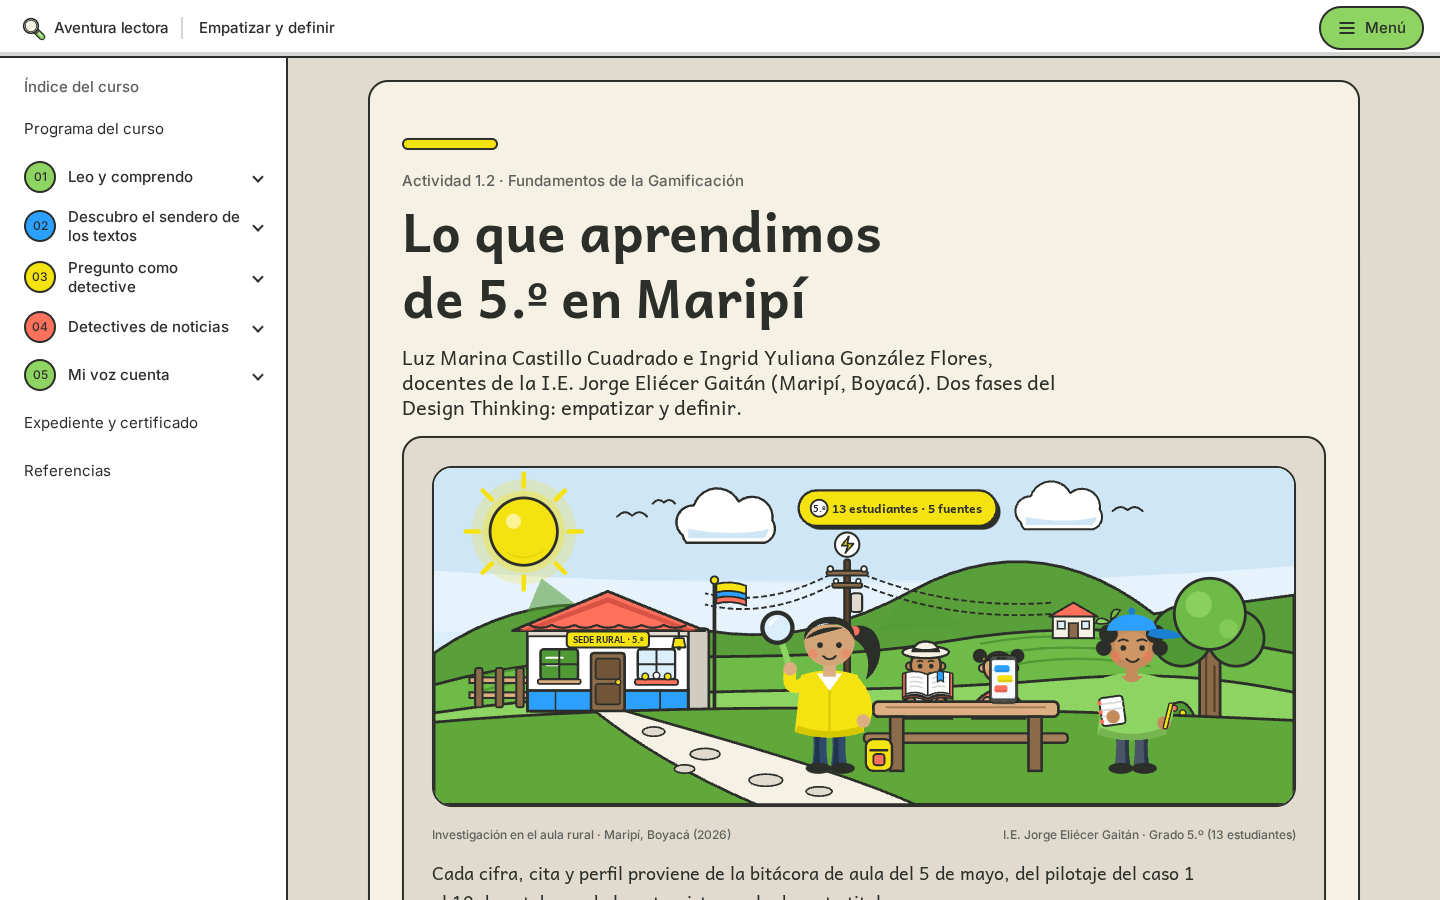 Aventura lectora
Empatizar y definir
Menú
Índice del curso
Programa del curso
01 Leo y comprendo
02 Descubro el sendero de
los textos
03 Pregunto como
detective
04 Detectives de noticias
05 Mi voz cuenta
Expediente y certificado
Referencias
Actividad 1.2 · Fundamentos de la Gamificación
Lo que aprendimos
de 5.º en Maripí
Luz Marina Castillo Cuadrado e Ingrid Yuliana González Flores,
docentes de la I.E. Jorge Eliécer Gaitán (Maripí, Boyacá). Dos fases del
Design Thinking: empatizar y definir.
5.º 13 estudiantes · 5 fuentes
SEDE RURAL · 5.º
Investigación en el aula rural · Maripí, Boyacá (2026)
I.E. Jorge Eliécer Gaitán · Grado 5.º (13 estudiantes)
Cada cifra, cita y perfil proviene de la bitácora de aula del 5 de mayo, del pilotaje del caso 1